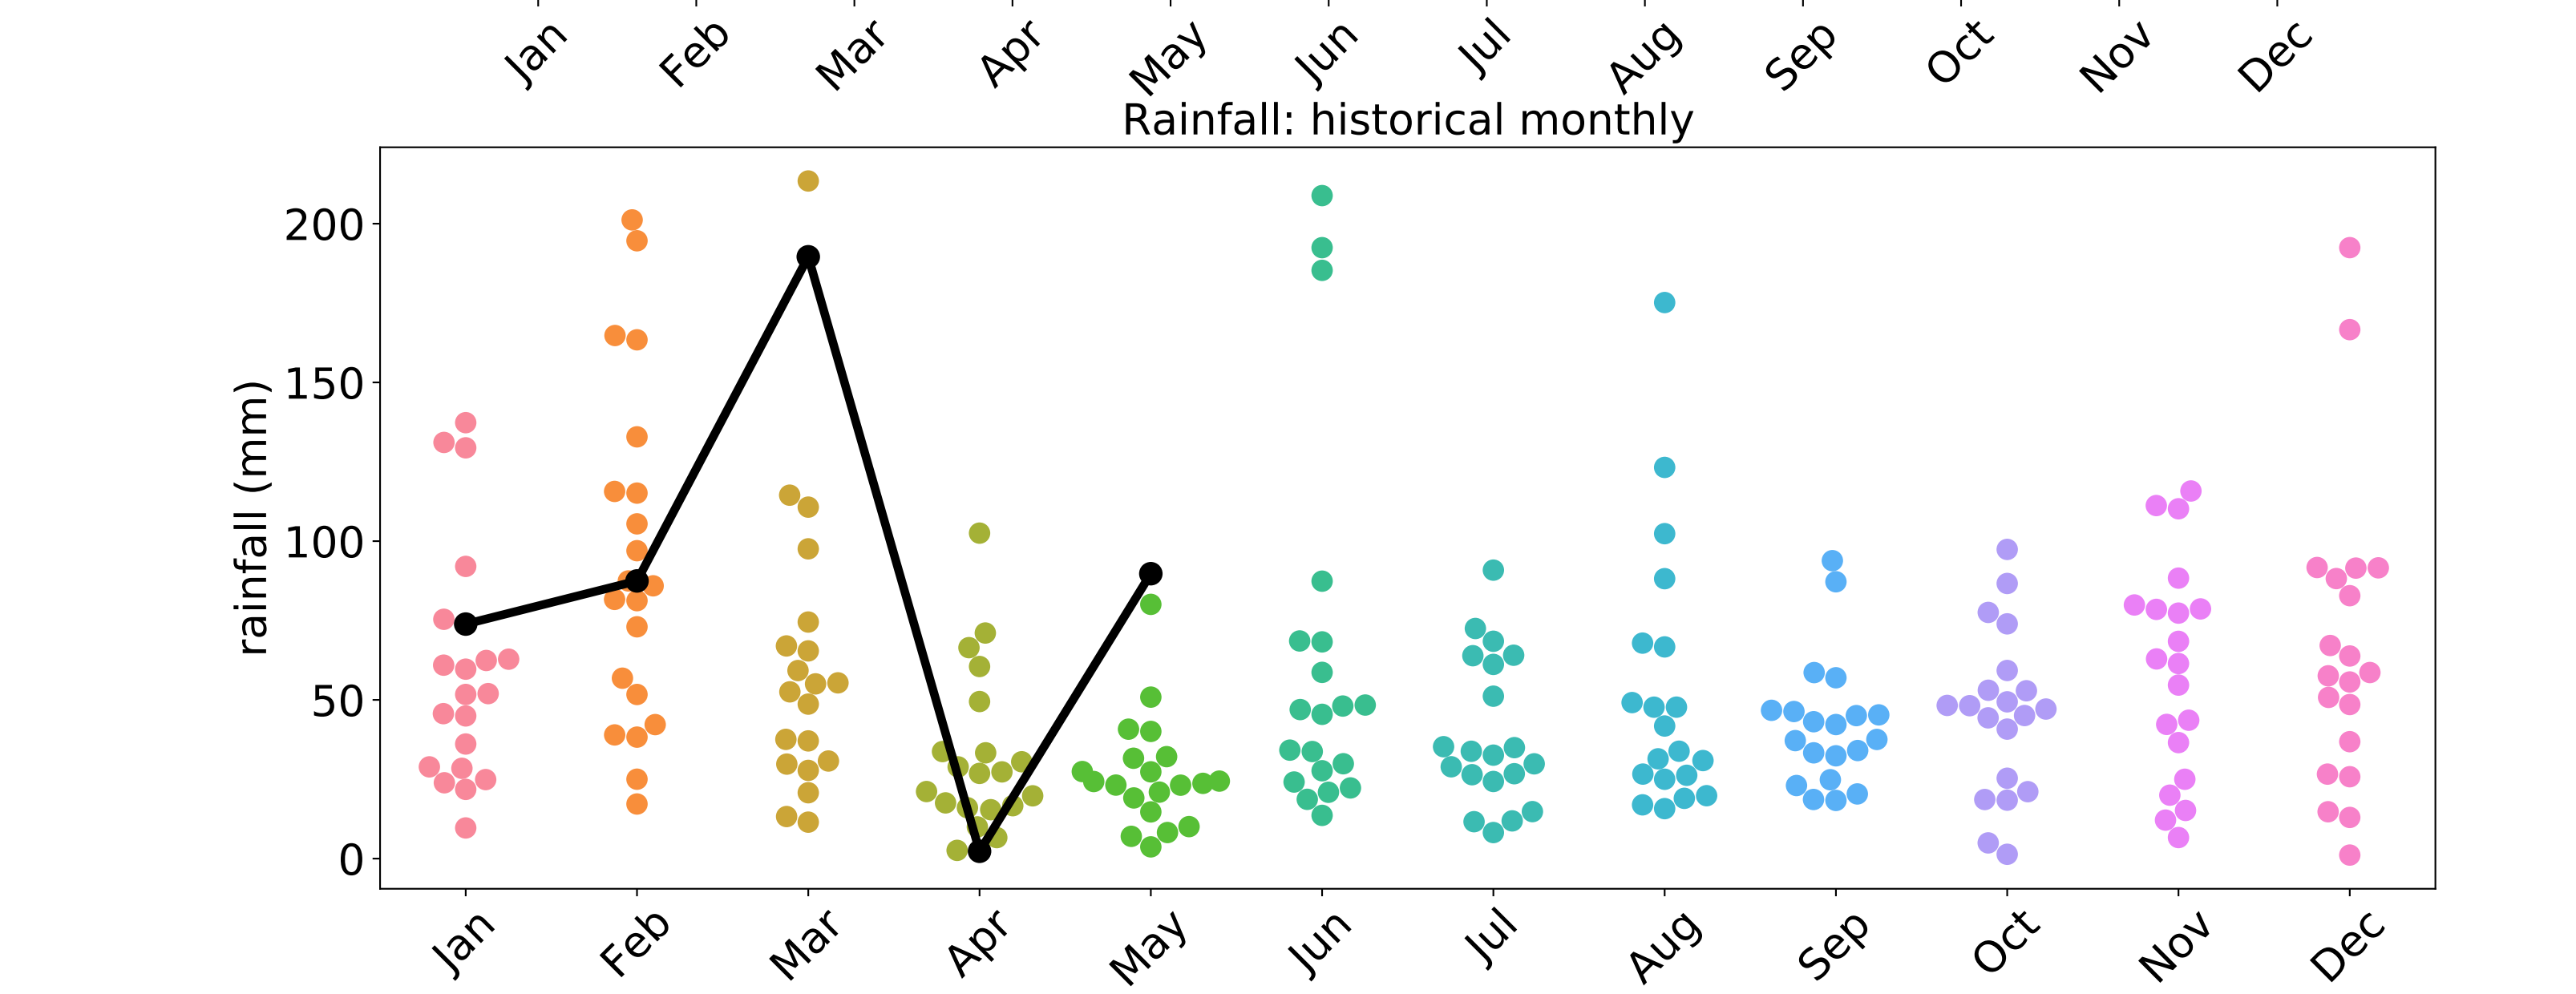 Jan Feb Mar Apr May Jun Jul Aug Sep Oct Nov Dec
Rainfall: historical monthly
rainfall (mm)
200
150
100
50
0
Jan Feb Mar Apr May Jun Jul Aug Sep Oct Nov Dec